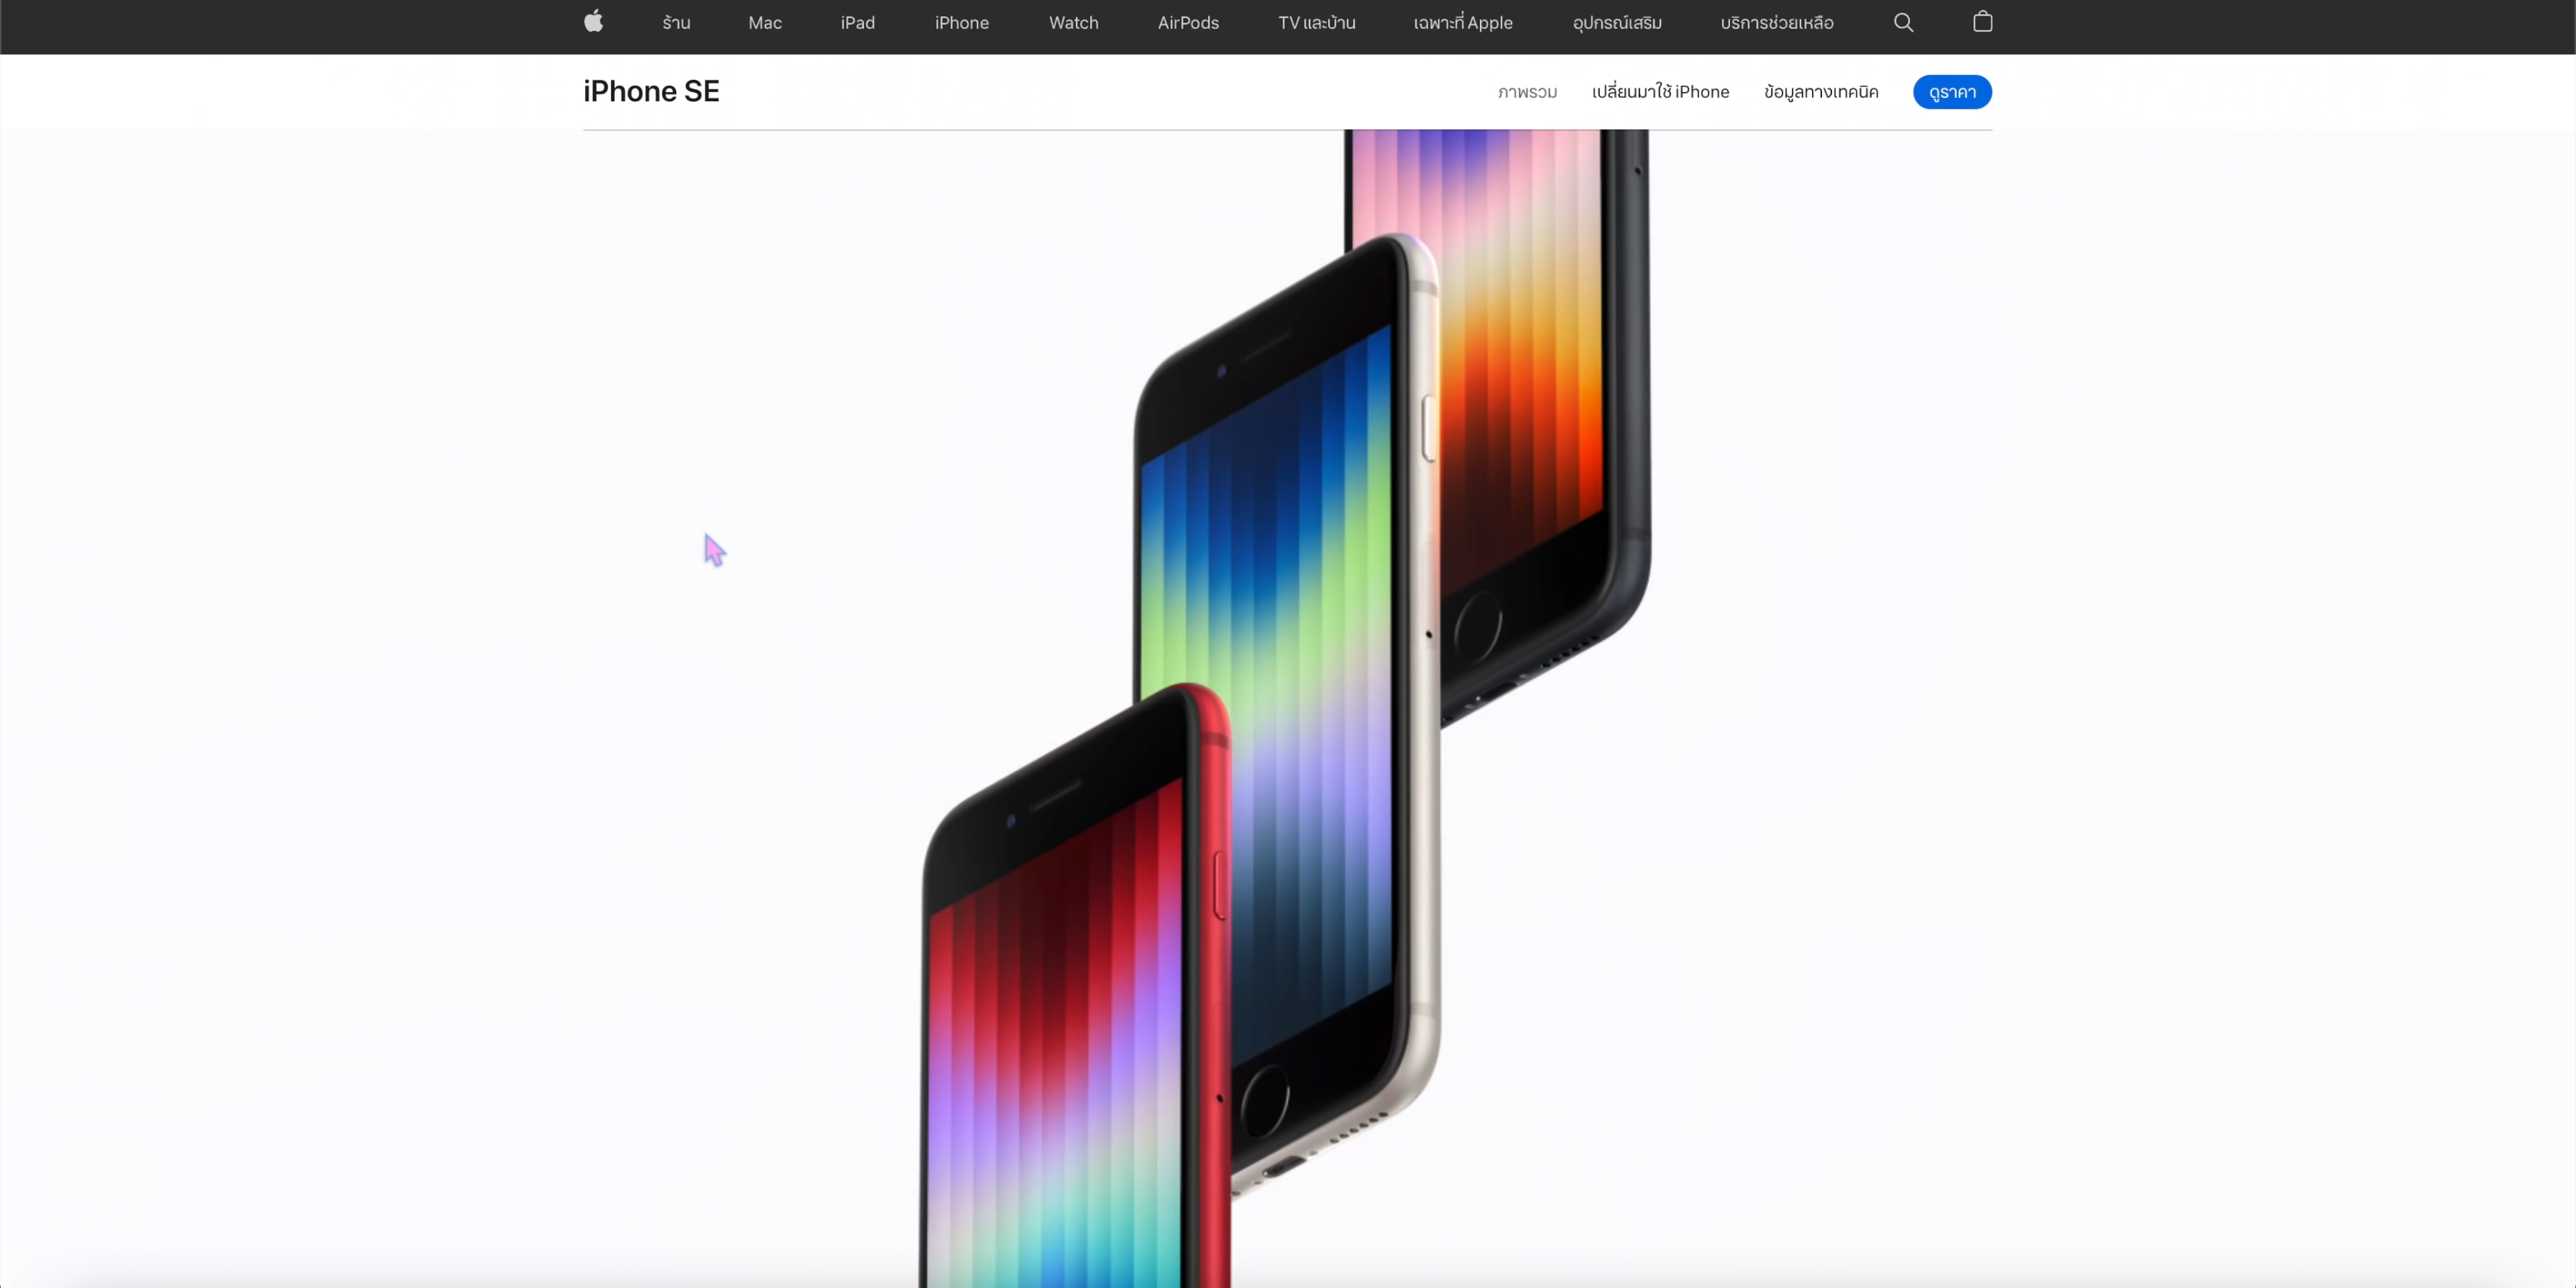 ร้าน Mac iPad iPhone Watch AirPods TV และบ้าน เฉพาะที่ Apple อุปกรณ์เสริม บริการช่วยเหลือ
iPhone SE ภาพรวม เปลี่ยนมาใช้ iPhone ข้อมูลทางเทคนิค ดูราคา